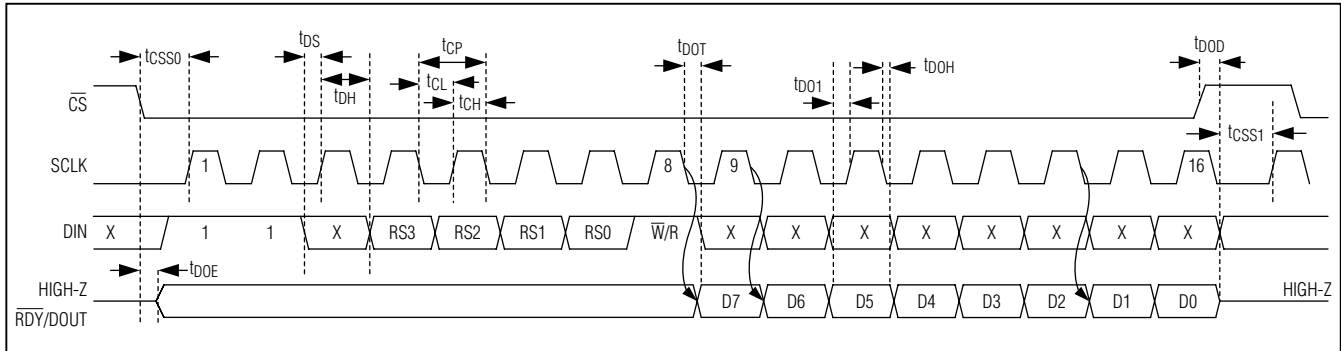 tCSS0 tDS tDH tCL tCP tCH tDOT tDO1 tDOH tDOD
CS tCSS1
SCLK 1 8 9 16
DIN X 1 1 X RS3 RS2 RS1 RS0 W/R X X X X X X X X
tDOE
HIGH-Z D7 D6 D5 D4 D3 D2 D1 D0 HIGH-Z
RDY/DOUT